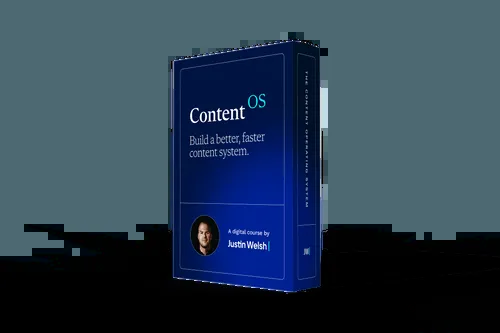 Content OS
Build a better, faster
content system.
A digital course by
Justin Welsh
THE CONTENT OPERATING SYSTEM